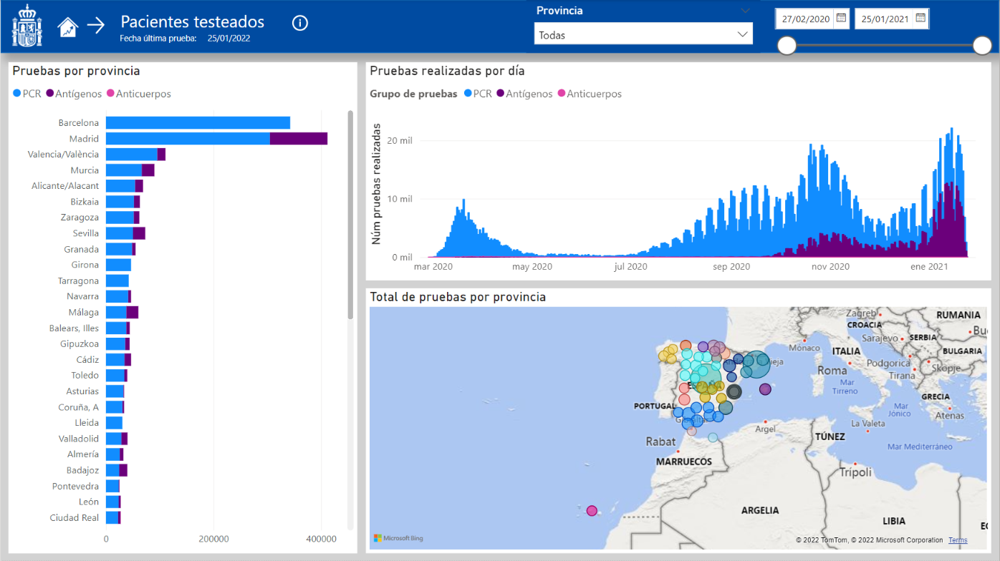 Pacientes testeados
Fecha última prueba: 25/01/2022
Provincia
Todas
27/02/2020
25/01/2021
Pruebas por provincia
PCR Antígenos Anticuerpos
Barcelona
Madrid
Valencia/València
Murcia
Alicante/Alacant
Bizkaia
Zaragoza
Sevilla
Granada
Girona
Tarragona
Navarra
Málaga
Balears, Illes
Gipuzkoa
Cádiz
Toledo
Asturias
Coruña, A
Lleida
Valladolid
Almería
Badajoz
Pontevedra
León
Ciudad Real
0 200000 400000
Pruebas realizadas por día
Grupo de pruebas PCR Antígenos Anticuerpos
Núm pruebas realizadas
20 mil
10 mil
0 mil
mar 2020 may 2020 jul 2020 sep 2020 nov 2020 ene 2021
Total de pruebas por provincia
Zagreb
CROACIA
RUMANIA
Sarajevo
SERBIA
Mónaco
ITALIA
BULGARIA
Podgorica
Skopje
Roma
Tirana
Mar
Tirreno
GRECIA
PORTUGAL
Mar
Jónico
Atenas
Argel
La Valeta
Rabat
TÚNEZ
Mar Mediterráneo
MARRUECOS
Trípoli
ARGELIA
LIBIA
Microsoft Bing
© 2022 TomTom, © 2022 Microsoft Corporation Terms